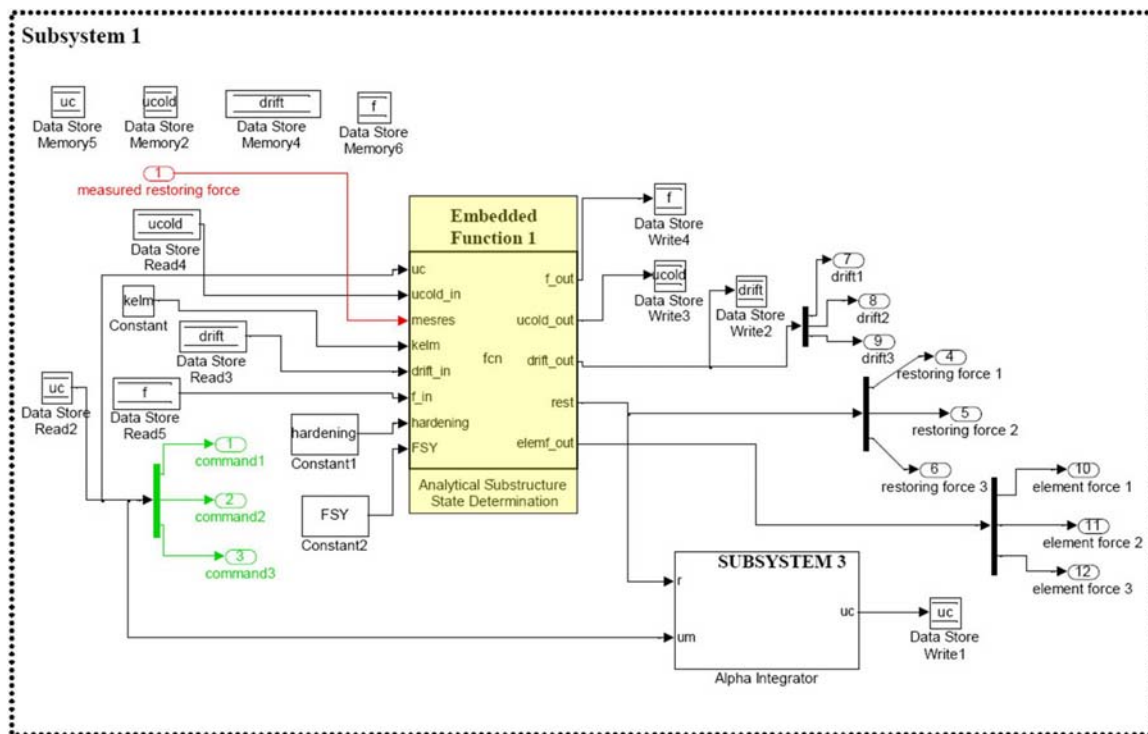 Subsystem 1
uc
Data Store
Memory5
ucold
Data Store
Memory2
drift
Data Store
Memory4
f
Data Store
Memory6
1
measured restoring force
ucold
Data Store
Read4
kelm
Constant
drift
Data Store
Read3
uc
Data Store
Read2
f
Data Store
Read5
hardening
Constant1
FSY
Constant2
1
command1
2
command2
3
command3
Embedded
Function 1
uc
ucold_in
mesres
kelm
drift_in
f_in
hardening
FSY
fcn
f_out
ucold_out
drift_out
rest
elemf_out
Analytical Substructure
State Determination
f
Data Store
Write4
ucold
Data Store
Write3
drift
Data Store
Write2
7
drift1
8
drift2
9
drift3
4
restoring force 1
5
restoring force 2
6
restoring force 3
10
element force 1
11
element force 2
12
element force 3
SUBSYSTEM 3
r
um
uc
Alpha Integrator
uc
Data Store
Write1